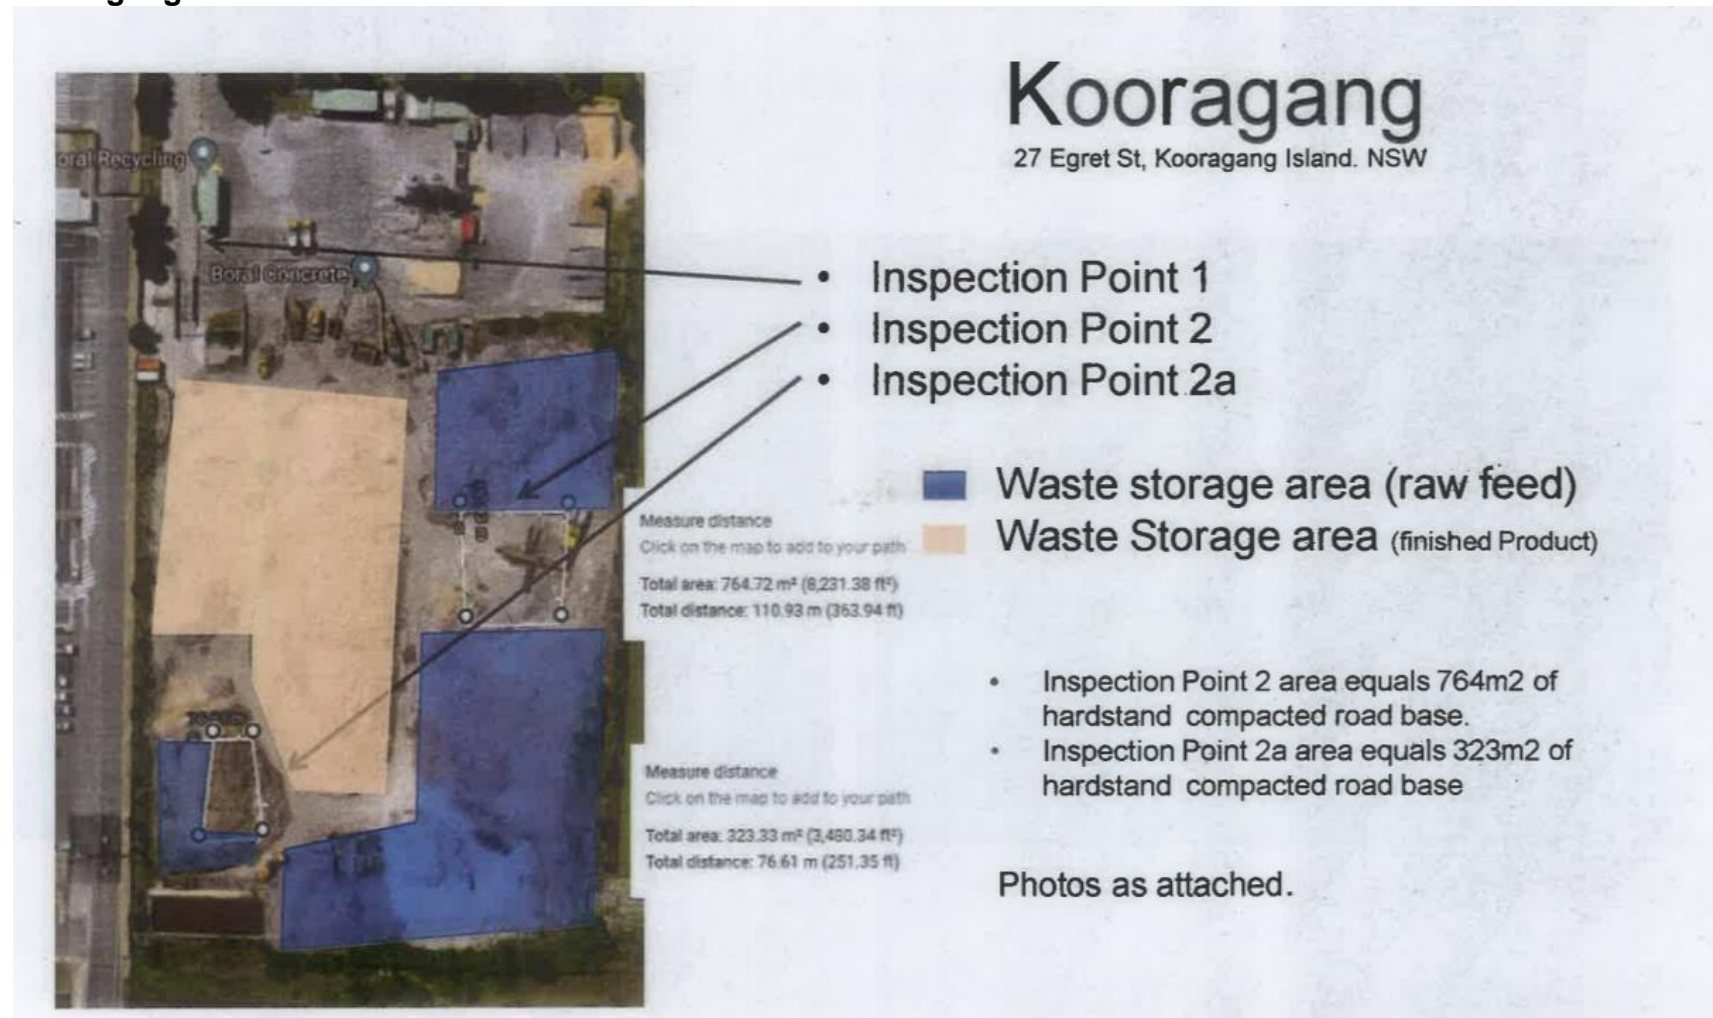 Kooragang
27 Egret St, Kooragang Island. NSW
oral Recycling
Boral Concrete
• Inspection Point 1
• Inspection Point 2
• Inspection Point 2a
Waste storage area (raw feed)
Waste Storage area (finished Product)
Measure distance
Click on the map to add to your path
Total area: 764.72 m² (8,231.38 ft²)
Total distance: 110.93 m (363.94 ft)
Measure distance
Click on the map to add to your path
Total area: 323.33 m² (3,480.34 ft²)
Total distance: 76.61 m (251.35 ft)
• Inspection Point 2 area equals 764m2 of
hardstand compacted road base.
• Inspection Point 2a area equals 323m2 of
hardstand compacted road base
Photos as attached.